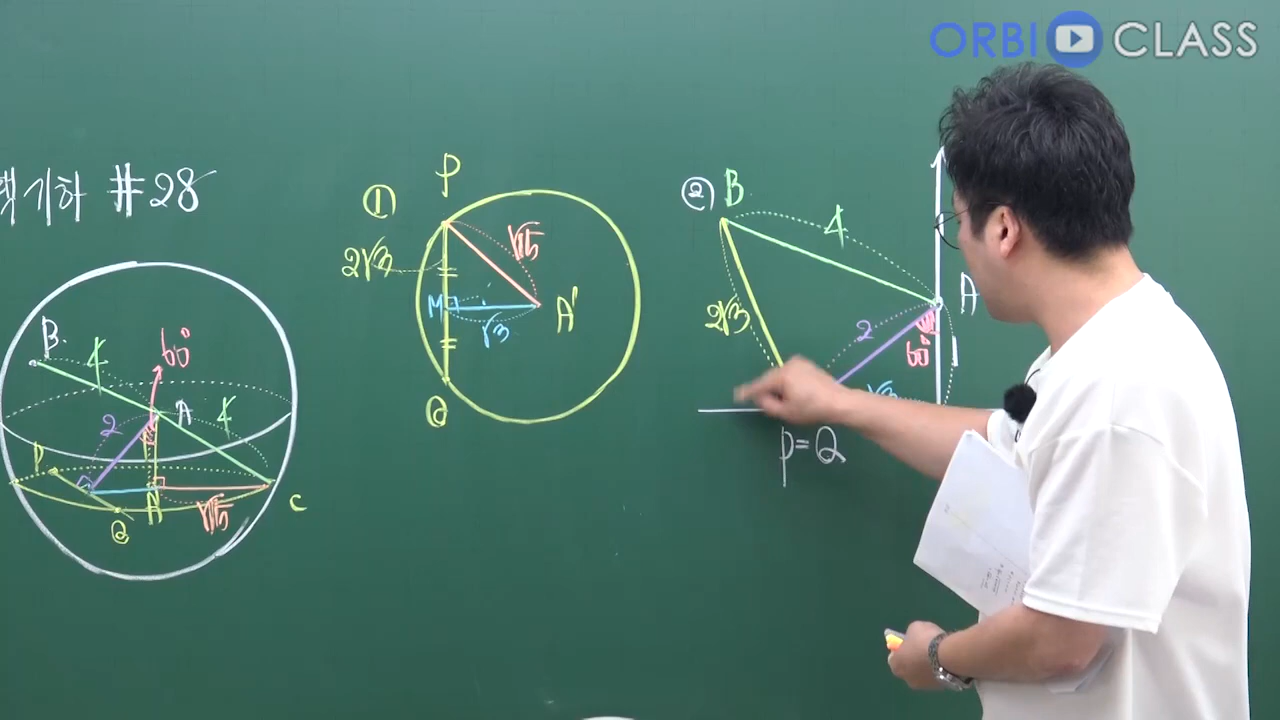 ORBI CLASS
기하 #28
B
4
60°
A
2
4
P
A'
√15
C
Q
①
P
2√3
√15
M
A'
√3
Q
②
B
4
A
2√3
2
60°
1
√3
P=Q